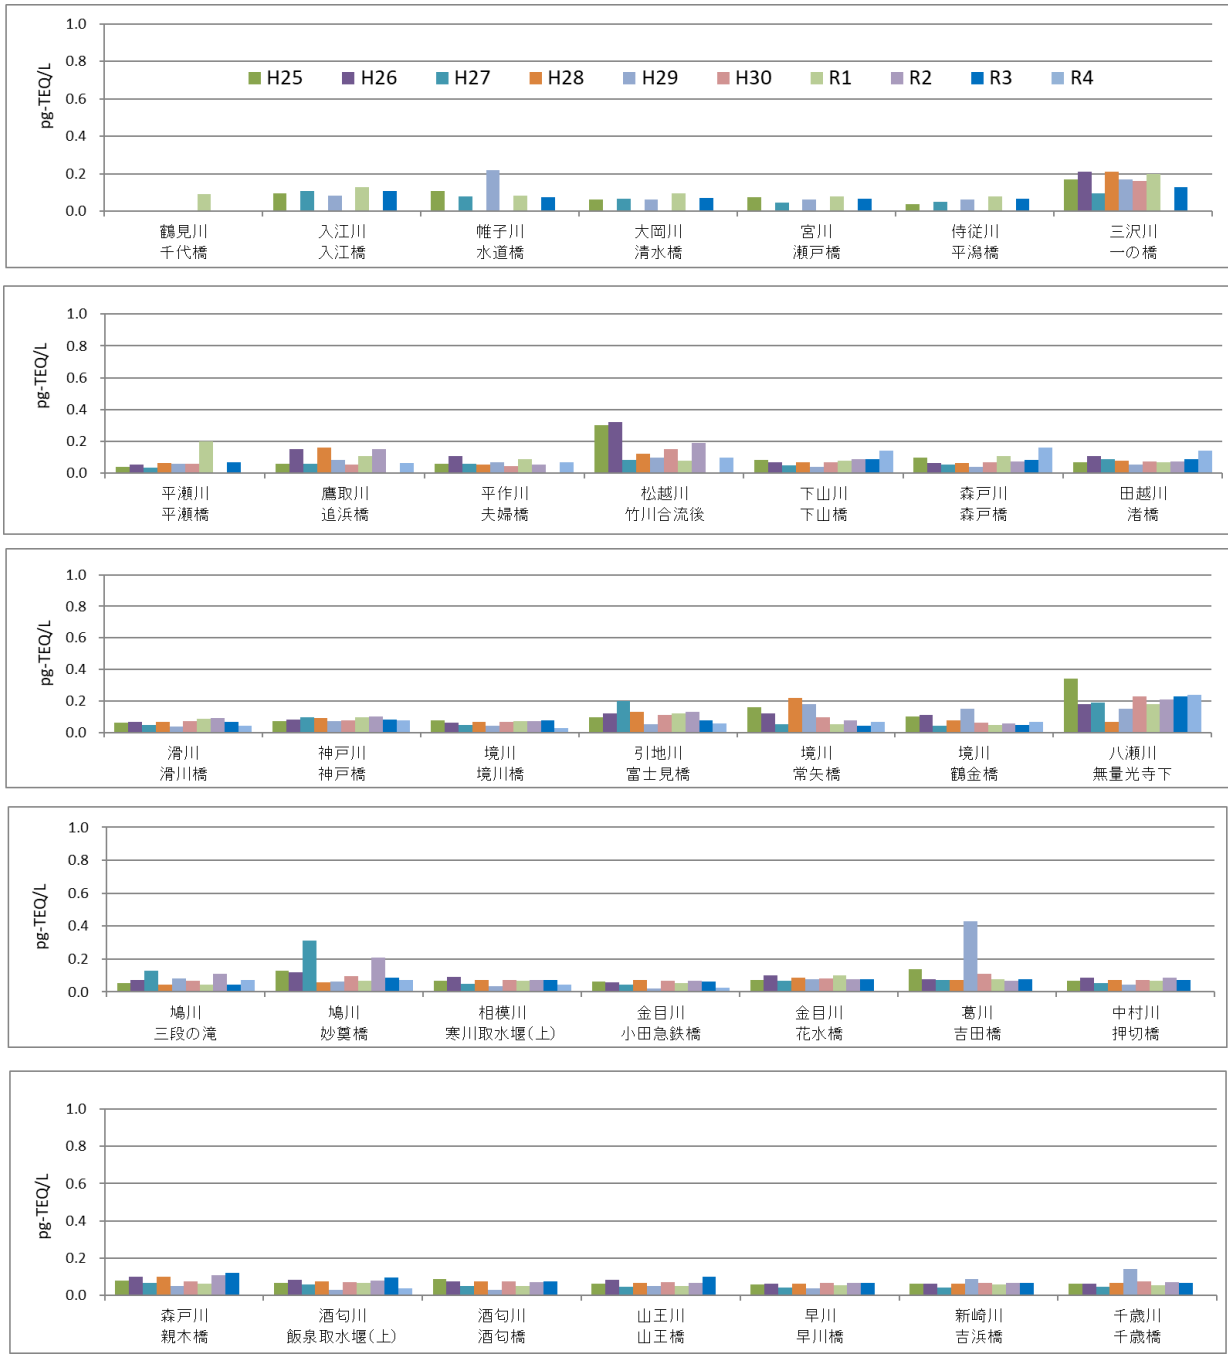 1.0
0.8
H25 H26 H27 H28 H29 H30 R1 R2 R3 R4
0.6
pg-TEQ/L
0.4
0.2
0.0
鶴見川 入江川 帷子川 大岡川 宮川 侍従川 三沢川
千代橋 入江橋 水道橋 清水橋 瀬戸橋 平潟橋 一の橋
1.0
0.8
0.6
pg-TEQ/L
0.4
0.2
0.0
平瀬川 鷹取川 平作川 松越川 下山川 森戸川 田越川
平瀬橋 追浜橋 夫婦橋 竹川合流後 下山橋 森戸橋 渚橋
1.0
0.8
0.6
pg-TEQ/L
0.4
0.2
0.0
滑川 神戸川 境川 引地川 境川 境川 八瀬川
滑川橋 神戸橋 境川橋 富士見橋 常矢橋 鶴金橋 無量光寺下
1.0
0.8
0.6
pg-TEQ/L
0.4
0.2
0.0
鳩川 鳩川 相模川 金目川 金目川 葛川 中村川
三段の滝 妙奠橋 寒川取水堰(上) 小田急鉄橋 花水橋 吉田橋 押切橋
1.0
0.8
0.6
pg-TEQ/L
0.4
0.2
0.0
森戸川 酒匂川 酒匂川 山王川 早川 新崎川 千歳川
親木橋 飯泉取水堰(上) 酒匂橋 山王橋 早川橋 吉浜橋 千歳橋